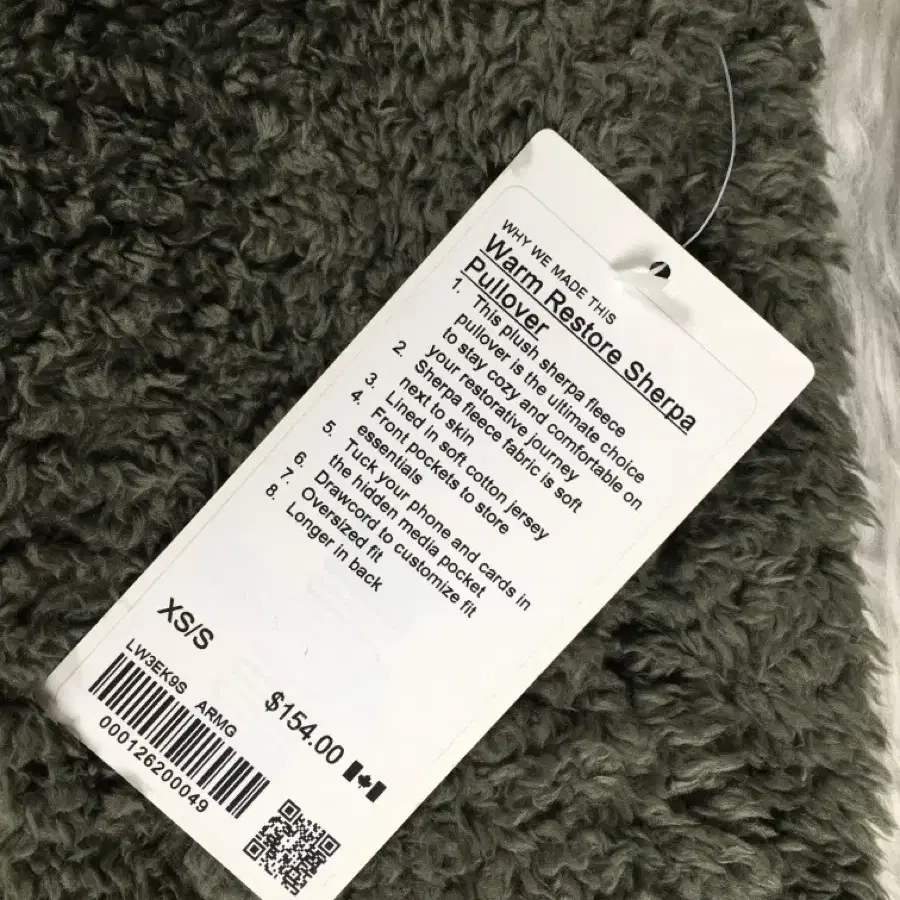 WHY WE MADE THIS
Warm Restore Sherpa
Pullover
1. This plush sherpa fleece
pullover is the ultimate choice
to stay cozy and comfortable on
your restorative journey
2 Sherpa fleece fabric is soft
next to skin
3. Lined in soft cotton jersey
4. Front pockets to store
essentials
5. Tuck your phone and cards in
the hidden media pocket
6. Drawcord to customize fit
7. Oversized fit
8. Longer in back
XS/S
LW3EK9S ARMG
000126200049
$154.00